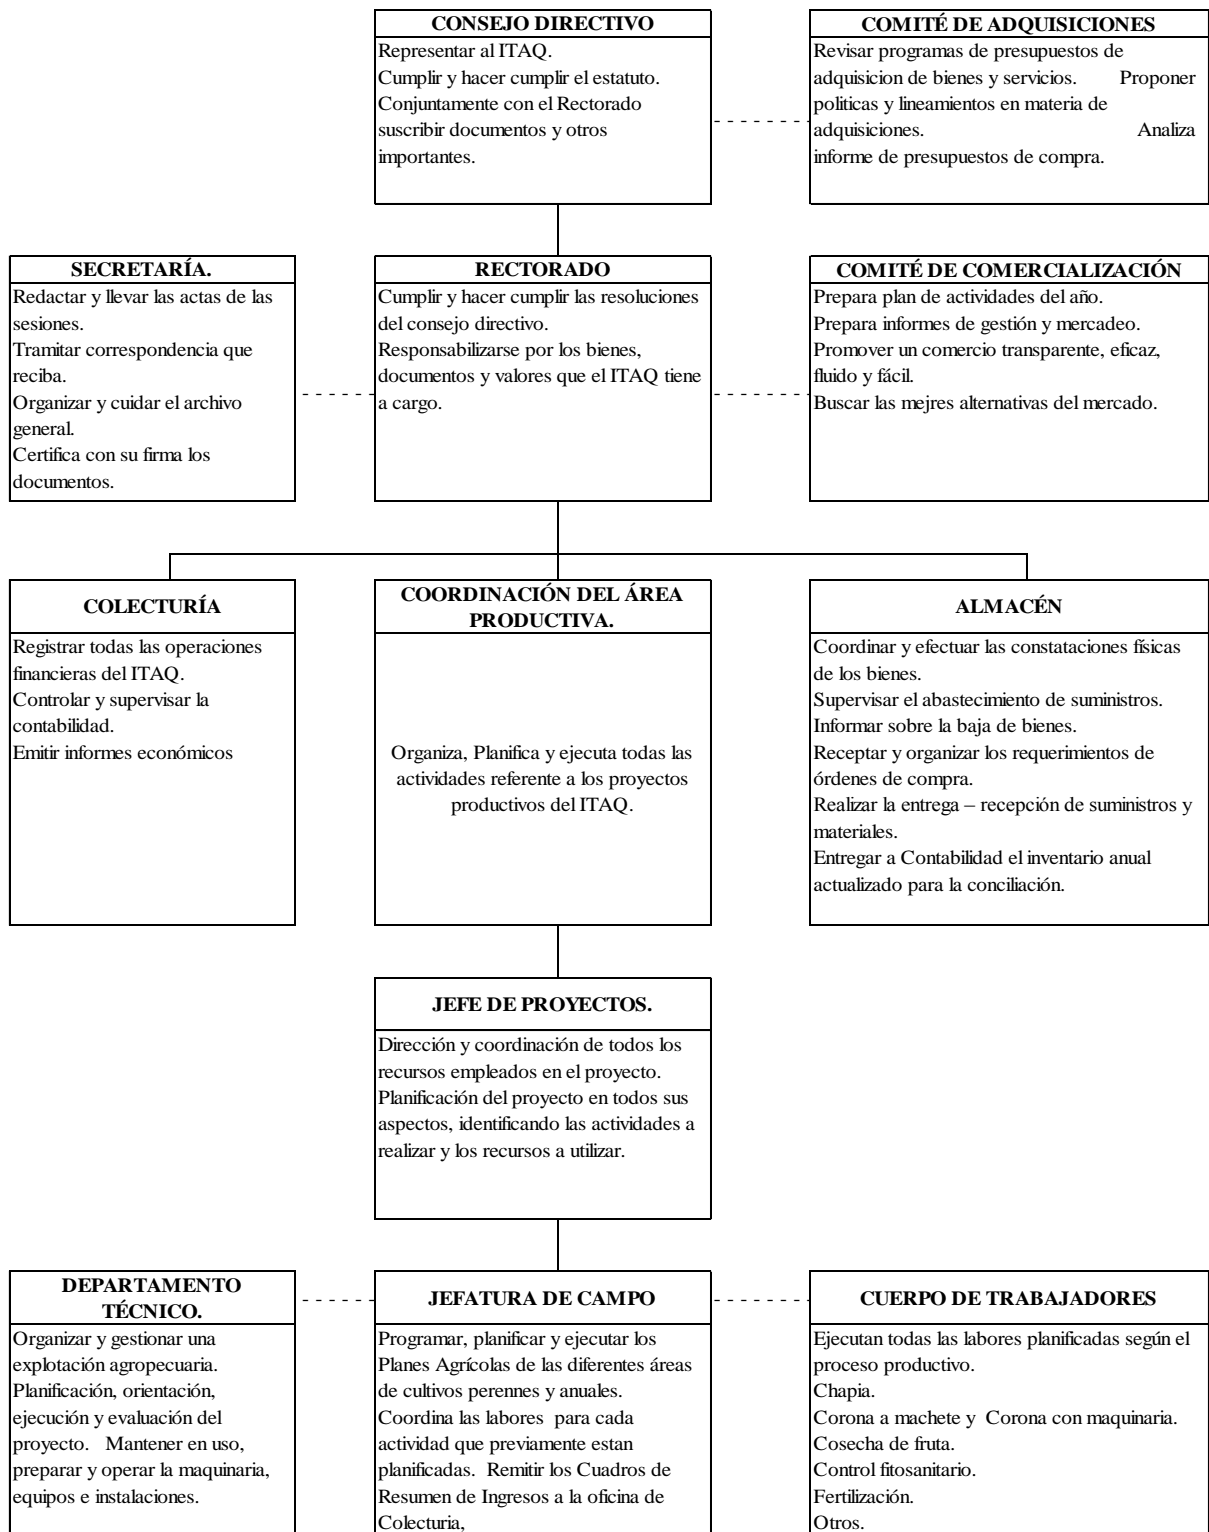 CONSEJO DIRECTIVO
Representar al ITAQ.
Cumplir y hacer cumplir el estatuto.
Conjuntamente con el Rectorado
suscribir documentos y otros
importantes.
COMITÉ DE ADQUISICIONES
Revisar programas de presupuestos de
adquisicion de bienes y servicios. Proponer
politicas y lineamientos en materia de
adquisiciones. Analiza
informe de presupuestos de compra.
SECRETARÍA.
Redactar y llevar las actas de las
sesiones.
Tramitar correspondencia que
reciba.
Organizar y cuidar el archivo
general.
Certifica con su firma los
documentos.
RECTORADO
Cumplir y hacer cumplir las resoluciones
del consejo directivo.
Responsabilizarse por los bienes,
documentos y valores que el ITAQ tiene
a cargo.
COMITÉ DE COMERCIALIZACIÓN
Prepara plan de actividades del año.
Prepara informes de gestión y mercadeo.
Promover un comercio transparente, eficaz,
fluido y fácil.
Buscar las mejres alternativas del mercado.
COLECTURÍA
Registrar todas las operaciones
financieras del ITAQ.
Controlar y supervisar la
contabilidad.
Emitir informes económicos
COORDINACIÓN DEL ÁREA
PRODUCTIVA.
Organiza, Planifica y ejecuta todas las
actividades referente a los proyectos
productivos del ITAQ.
ALMACÉN
Coordinar y efectuar las constataciones físicas
de los bienes.
Supervisar el abastecimiento de suministros.
Informar sobre la baja de bienes.
Receptar y organizar los requerimientos de
órdenes de compra.
Realizar la entrega – recepción de suministros y
materiales.
Entregar a Contabilidad el inventario anual
actualizado para la conciliación.
JEFE DE PROYECTOS.
Dirección y coordinación de todos los
recursos empleados en el proyecto.
Planificación del proyecto en todos sus
aspectos, identificando las actividades a
realizar y los recursos a utilizar.
DEPARTAMENTO
TÉCNICO.
Organizar y gestionar una
explotación agropecuaria.
Planificación, orientación,
ejecución y evaluación del
proyecto. Mantener en uso,
preparar y operar la maquinaria,
equipos e instalaciones.
JEFATURA DE CAMPO
Programar, planificar y ejecutar los
Planes Agrícolas de las diferentes áreas
de cultivos perennes y anuales.
Coordina las labores para cada
actividad que previamente estan
planificadas. Remitir los Cuadros de
Resumen de Ingresos a la oficina de
Colecturia,
CUERPO DE TRABAJADORES
Ejecutan todas las labores planificadas según el
proceso productivo.
Chapia.
Corona a machete y Corona con maquinaria.
Cosecha de fruta.
Control fitosanitario.
Fertilización.
Otros.